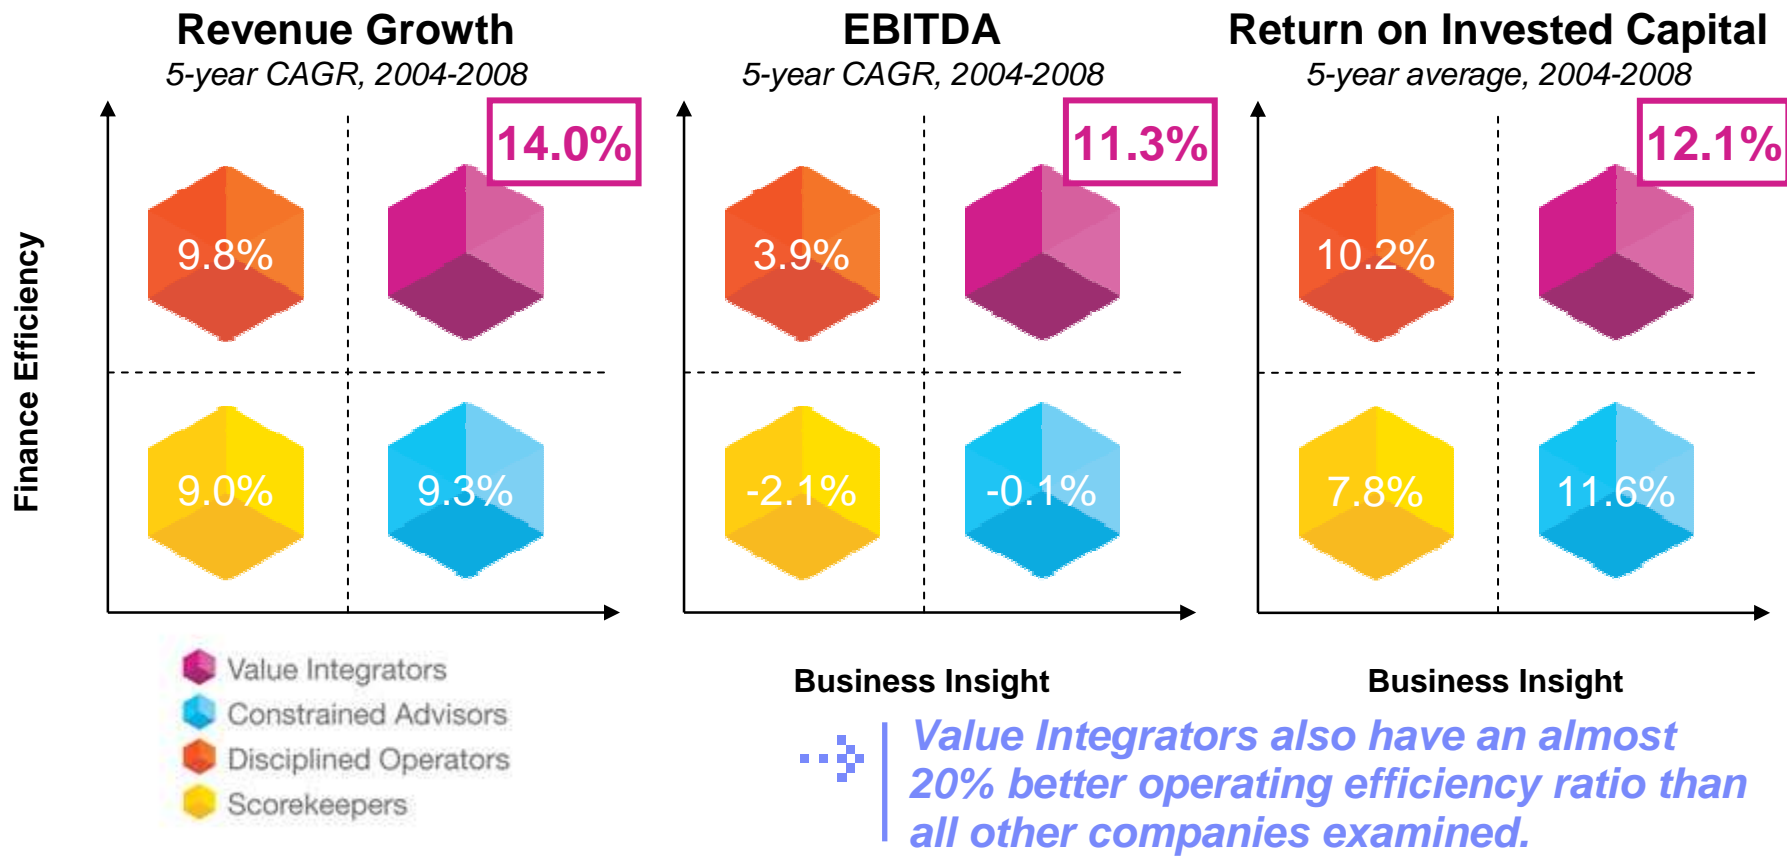 Revenue Growth
5-year CAGR, 2004-2008
EBITDA
5-year CAGR, 2004-2008
Return on Invested Capital
5-year average, 2004-2008
Finance Efficiency
14.0%
9.8%
9.0%
9.3%
11.3%
3.9%
-2.1%
-0.1%
12.1%
10.2%
7.8%
11.6%
Value Integrators
Constrained Advisors
Disciplined Operators
Scorekeepers
Business Insight
Business Insight
Value Integrators also have an almost
20% better operating efficiency ratio than
all other companies examined.